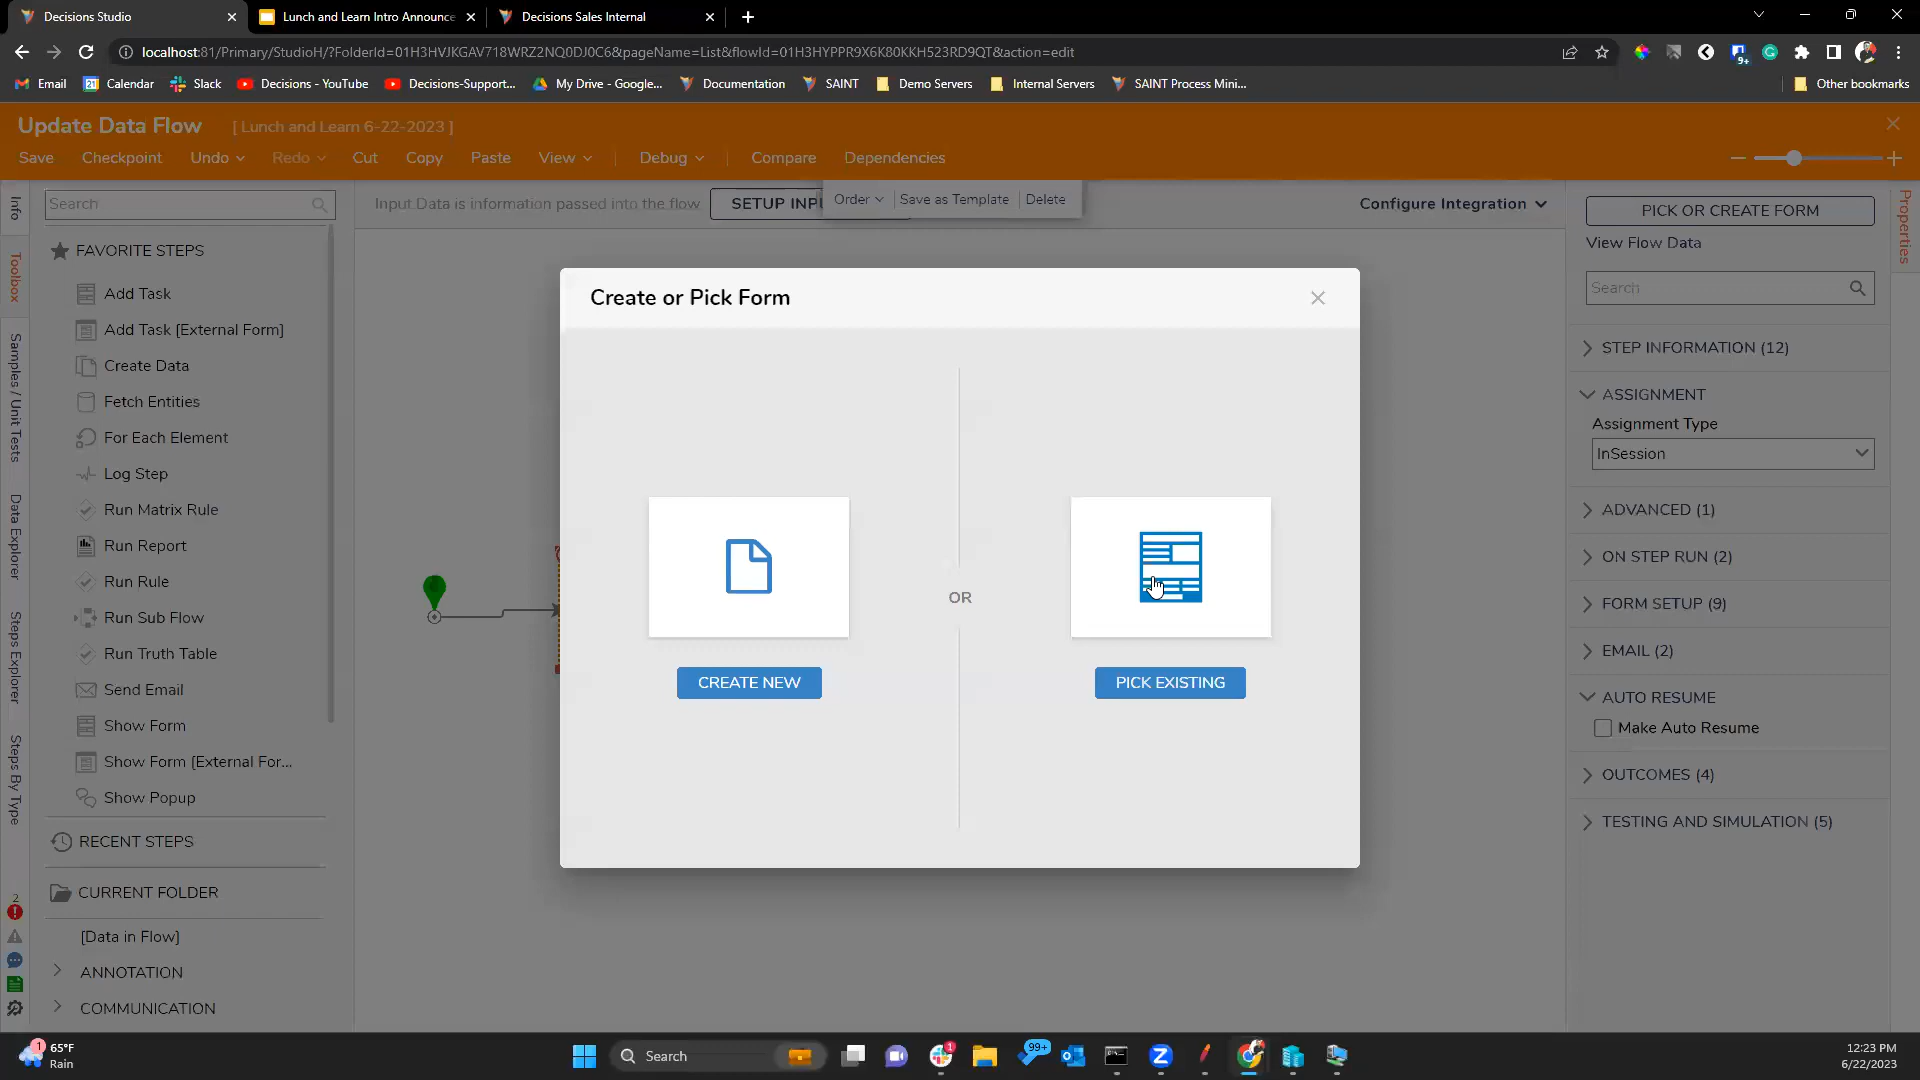 Decisions Studio
Lunch and Learn Intro Announce
Decisions Sales Internal
localhost:81/Primary/StudioH/?FolderId=01H3HVJKGAV718WRZ2NQ0DJ0C6&pageName=List&flowId=01H3HYPPR9X6K80KKH523RD9QT&action=edit
9+
Email
Calendar
Slack
Decisions - YouTube
Decisions-Support...
My Drive - Google...
Documentation
SAINT
Demo Servers
Internal Servers
SAINT Process Mini...
Other bookmarks
Update Data Flow
[ Lunch and Learn 6-22-2023 ]
Save
Checkpoint
Undo
Redo
Cut
Copy
Paste
View
Debug
Compare
Dependencies
Info
Toolbox
Samples / Unit Tests
Data Explorer
Steps Explorer
Steps By Type
2
Search
FAVORITE STEPS
Add Task
Add Task [External Form]
Create Data
Fetch Entities
For Each Element
Log Step
Run Matrix Rule
Run Report
Run Rule
Run Sub Flow
Run Truth Table
Send Email
Show Form
Show Form [External For...
Show Popup
RECENT STEPS
CURRENT FOLDER
[Data in Flow]
ANNOTATION
COMMUNICATION
Input Data is information passed into the flow
SETUP INPU
Order
Save as Template
Delete
Configure Integration
Create or Pick Form
OR
CREATE NEW
PICK EXISTING
Properties
PICK OR CREATE FORM
View Flow Data
Search
STEP INFORMATION (12)
ASSIGNMENT
Assignment Type
InSession
ADVANCED (1)
ON STEP RUN (2)
FORM SETUP (9)
EMAIL (2)
AUTO RESUME
Make Auto Resume
OUTCOMES (4)
TESTING AND SIMULATION (5)
1
65°F
Rain
Search
1
99+
12:23 PM
6/22/2023